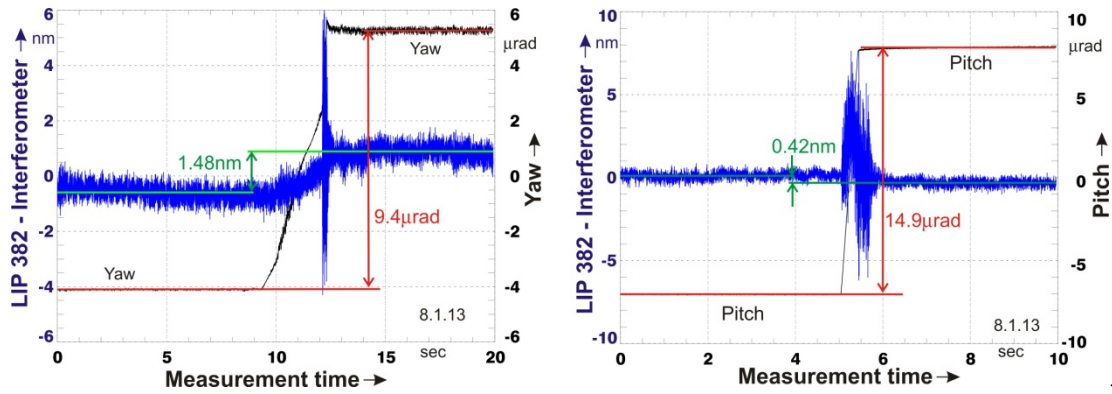 LIP 382 - Interferometer → nm
6
4
2
0
-2
-4
-6
Yaw
Yaw
1.48nm
9.4μrad
8.1.13
0 5 10 15 20
sec
Measurement time →
6
μrad
4
2
0
-2
-4
-6
Yaw →
LIP 382 - Interferometer → nm
10
5
0
-5
-10
Pitch
0.42nm
14.9μrad
Pitch
8.1.13
0 2 4 6 8 10
sec
Measurement time →
10
μrad
5
0
-5
-10
Pitch →